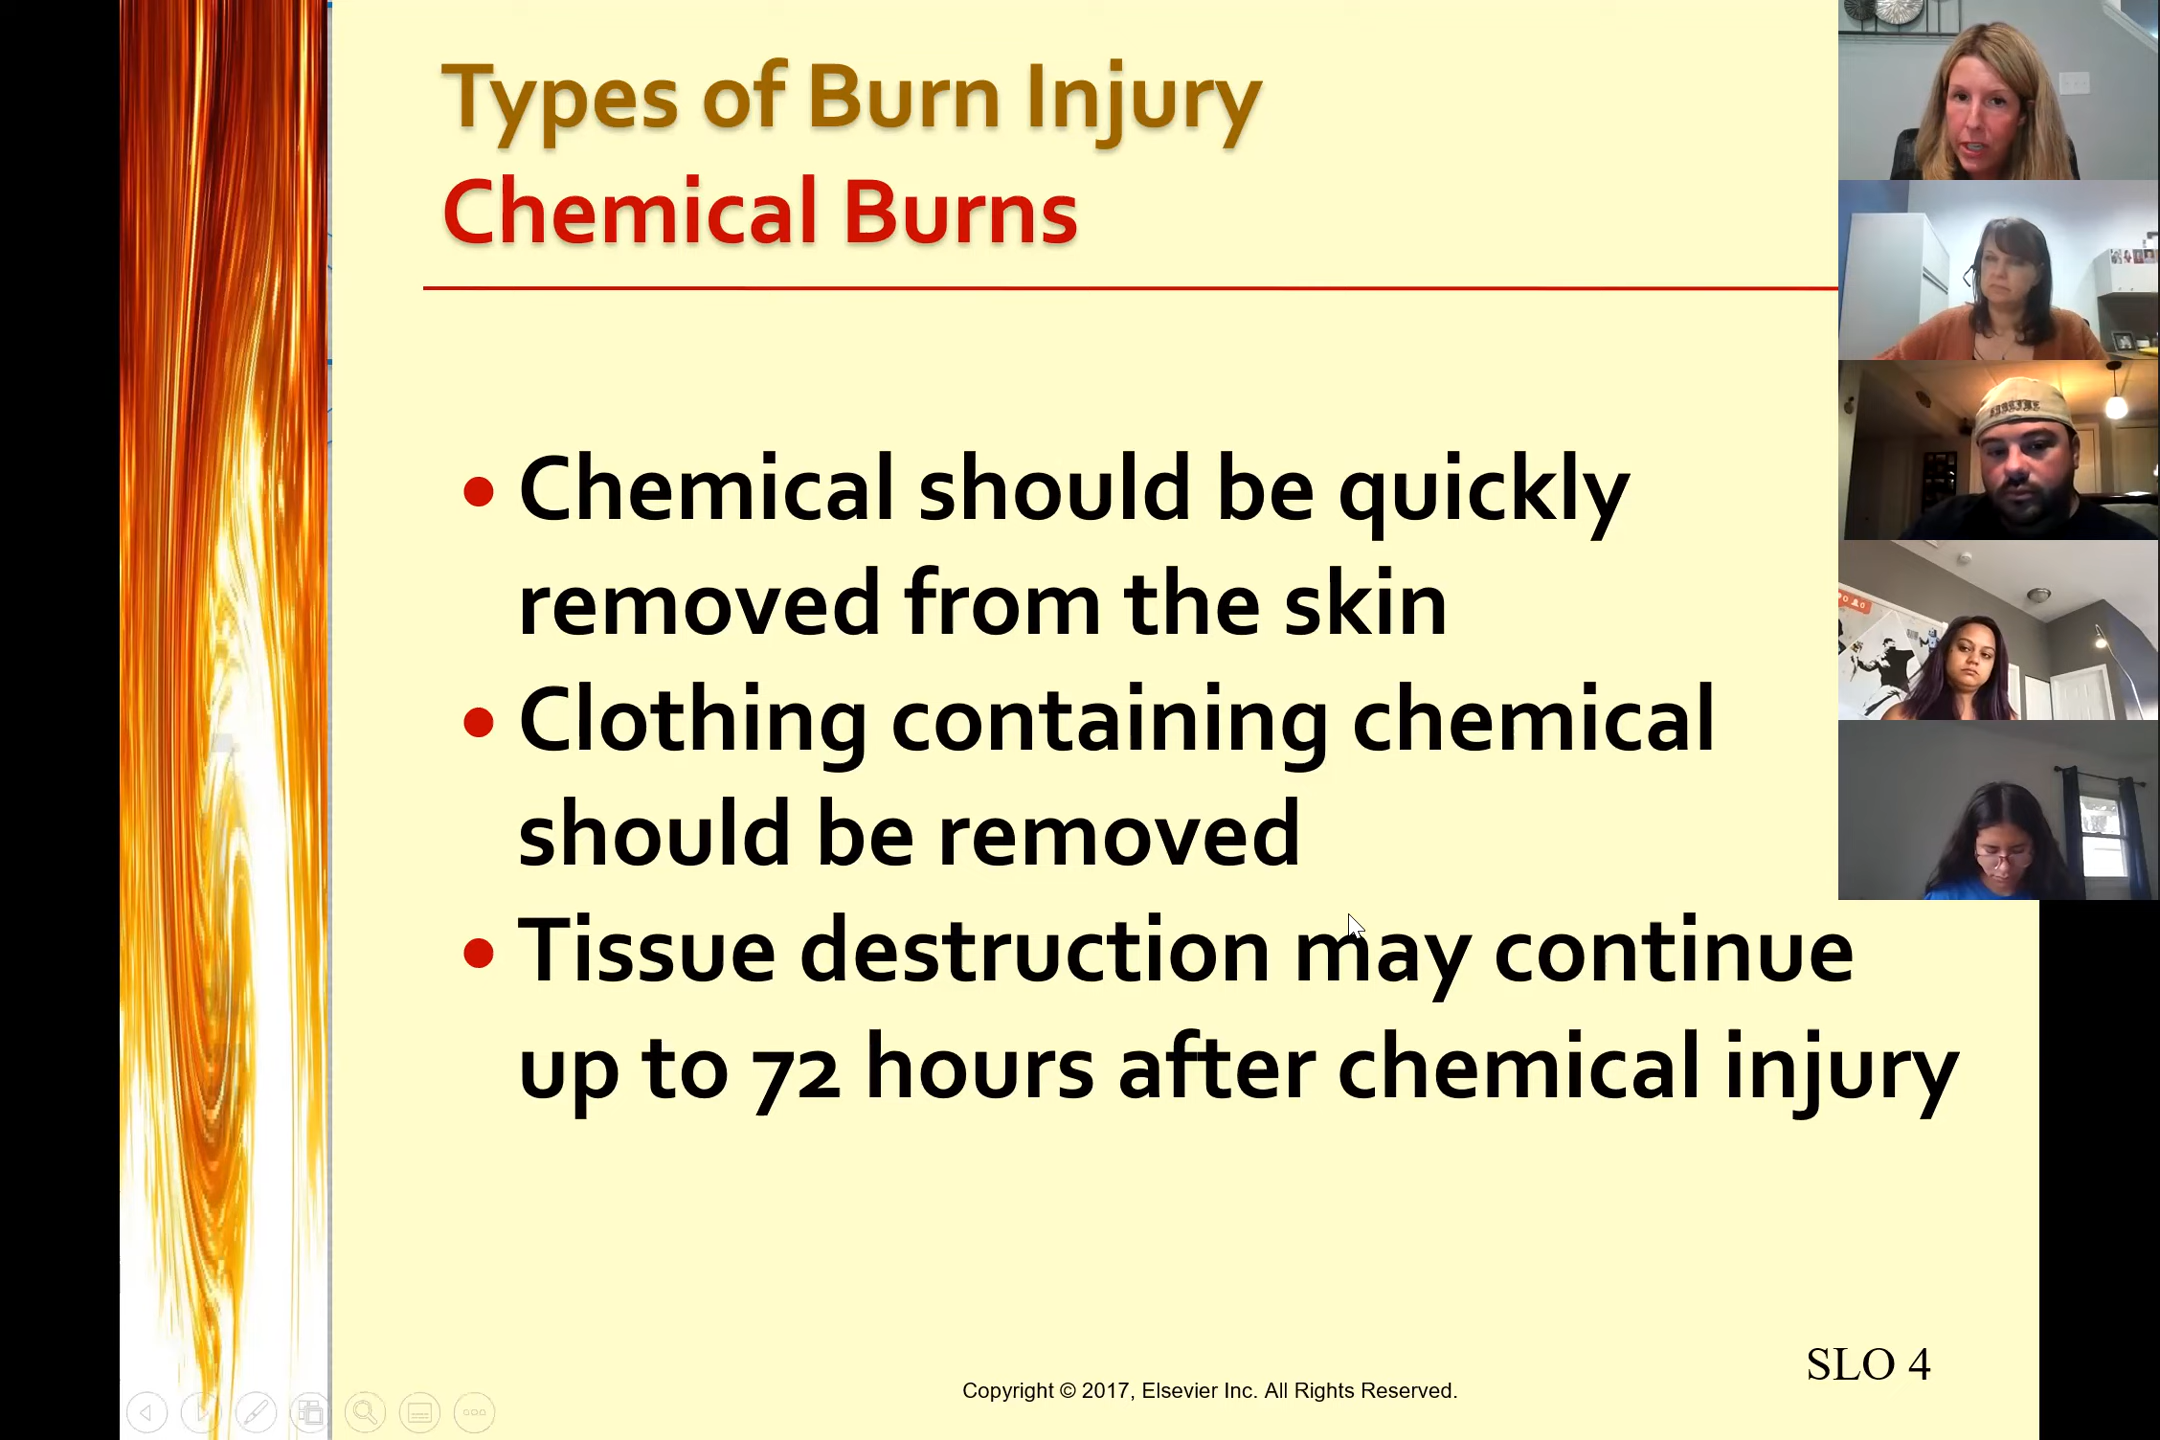 Types of Burn Injury
Chemical Burns
• Chemical should be quickly
removed from the skin
• Clothing containing chemical
should be removed
• Tissue destruction may continue
up to 72 hours after chemical injury
SLO 4
Copyright © 2017, Elsevier Inc. All Rights Reserved.